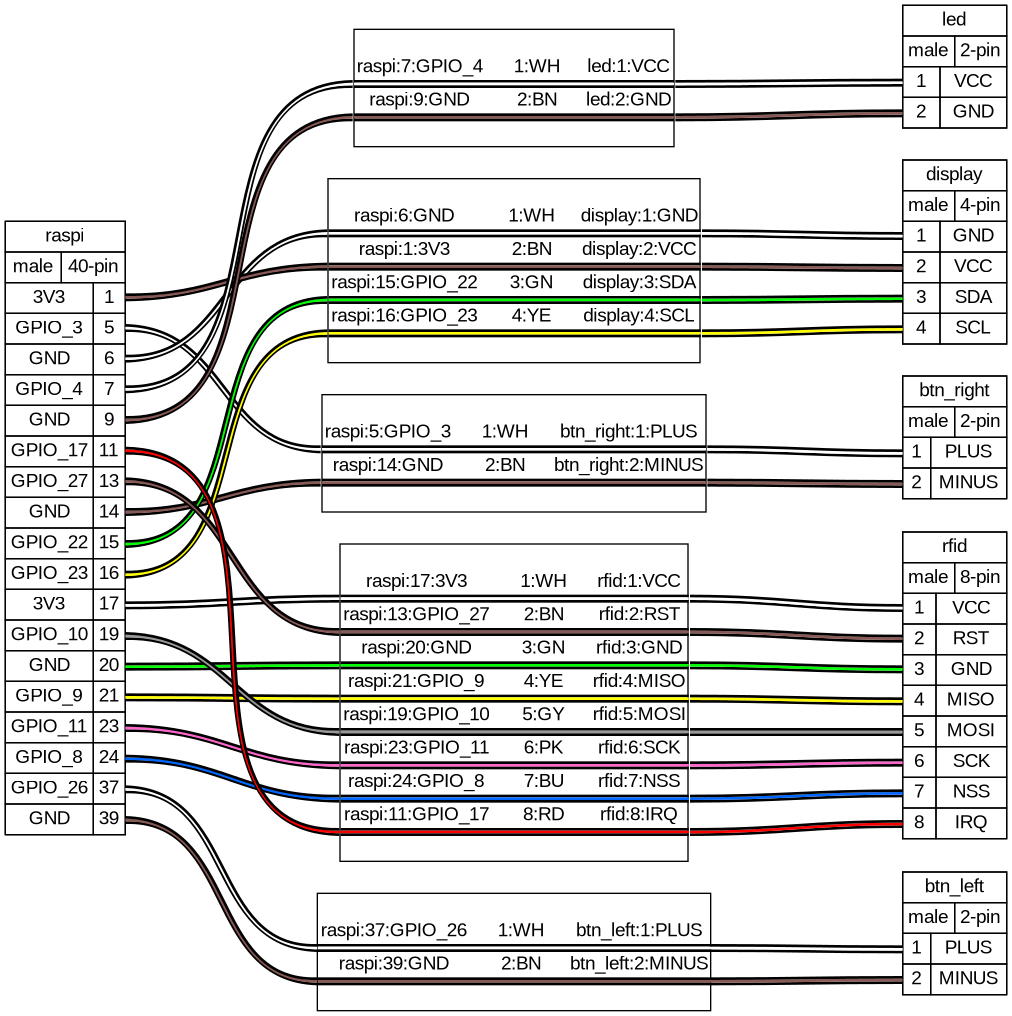 raspi
male 40-pin
3V3 1
GPIO_3 5
GND 6
GPIO_4 7
GND 9
GPIO_17 11
GPIO_27 13
GND 14
GPIO_22 15
GPIO_23 16
3V3 17
GPIO_10 19
GND 20
GPIO_9 21
GPIO_11 23
GPIO_8 24
GPIO_26 37
GND 39
raspi:7:GPIO_4 1:WH led:1:VCC
raspi:9:GND 2:BN led:2:GND
raspi:6:GND 1:WH display:1:GND
raspi:1:3V3 2:BN display:2:VCC
raspi:15:GPIO_22 3:GN display:3:SDA
raspi:16:GPIO_23 4:YE display:4:SCL
raspi:5:GPIO_3 1:WH btn_right:1:PLUS
raspi:14:GND 2:BN btn_right:2:MINUS
raspi:17:3V3 1:WH rfid:1:VCC
raspi:13:GPIO_27 2:BN rfid:2:RST
raspi:20:GND 3:GN rfid:3:GND
raspi:21:GPIO_9 4:YE rfid:4:MISO
raspi:19:GPIO_10 5:GY rfid:5:MOSI
raspi:23:GPIO_11 6:PK rfid:6:SCK
raspi:24:GPIO_8 7:BU rfid:7:NSS
raspi:11:GPIO_17 8:RD rfid:8:IRQ
raspi:37:GPIO_26 1:WH btn_left:1:PLUS
raspi:39:GND 2:BN btn_left:2:MINUS
led
male 2-pin
1 VCC
2 GND
display
male 4-pin
1 GND
2 VCC
3 SDA
4 SCL
btn_right
male 2-pin
1 PLUS
2 MINUS
rfid
male 8-pin
1 VCC
2 RST
3 GND
4 MISO
5 MOSI
6 SCK
7 NSS
8 IRQ
btn_left
male 2-pin
1 PLUS
2 MINUS